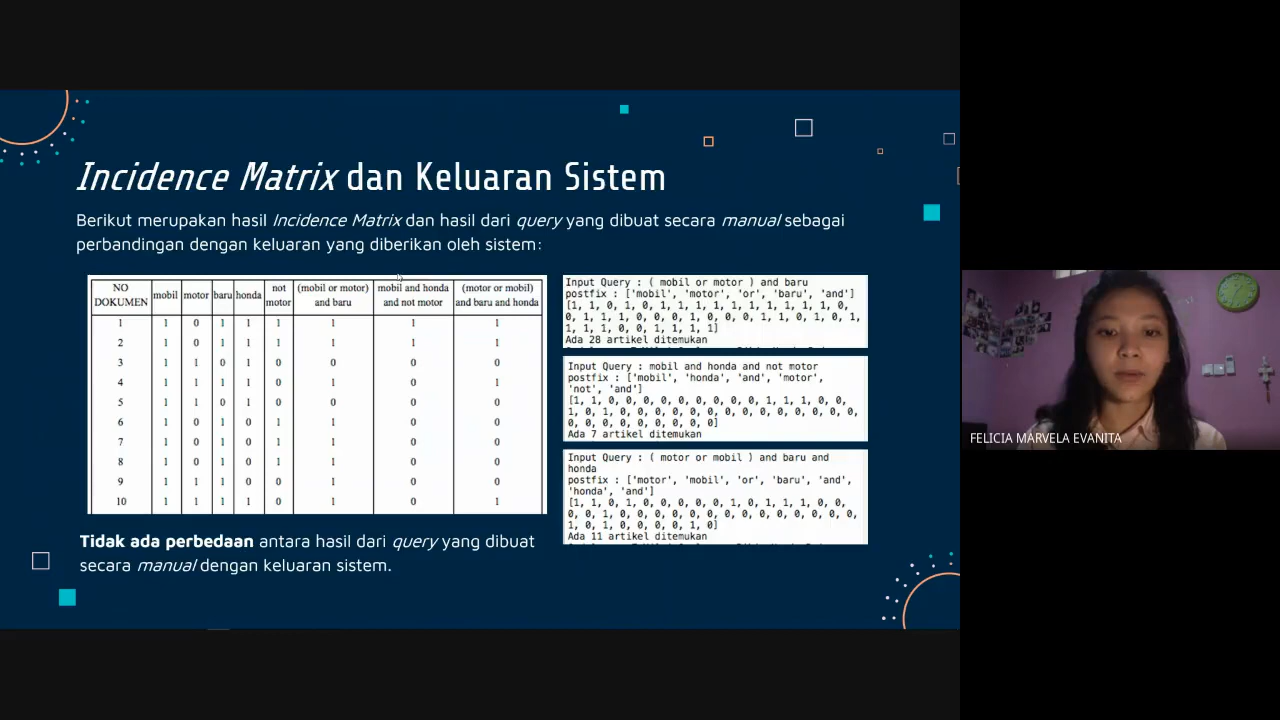 Incidence Matrix dan Keluaran Sistem
Berikut merupakan hasil Incidence Matrix dan hasil dari query yang dibuat secara manual sebagai
perbandingan dengan keluaran yang diberikan oleh sistem:
NO DOKUMEN mobil motor baru honda not motor (mobil or motor) and baru mobil and honda and not motor (motor or mobil) and baru and honda
1 1 0 1 1 1 1 1 1
2 1 0 1 1 1 1 1 1
3 1 1 0 1 0 0 0 0
4 1 1 1 1 0 1 0 1
5 1 1 0 1 0 0 0 0
6 1 0 1 0 1 1 0 0
7 1 0 1 0 1 1 0 0
8 1 0 1 0 1 1 0 0
9 1 1 1 0 0 1 0 0
10 1 1 1 1 0 1 0 1
Input Query : ( mobil or motor ) and baru
postfix : ['mobil', 'motor', 'or', 'baru', 'and']
[1, 1, 0, 1, 0, 1, 1, 1, 1, 1, 1, 1, 1, 1, 1, 0,
0, 1, 1, 1, 0, 0, 0, 1, 0, 0, 0, 1, 1, 0, 1, 0, 1,
1, 1, 1, 0, 0, 1, 1, 1, 1]
Ada 28 artikel ditemukan
Input Query : mobil and honda and not motor
postfix : ['mobil', 'honda', 'and', 'motor',
'not', 'and']
[1, 1, 0, 0, 0, 0, 0, 0, 0, 0, 0, 1, 1, 1, 0, 0,
1, 0, 1, 0, 0, 0, 0, 0, 0, 0, 0, 0, 0, 0, 0, 0, 0,
0, 0, 0, 0, 0, 0, 0, 0, 0]
Ada 7 artikel ditemukan
Input Query : ( motor or mobil ) and baru and
honda
postfix : ['motor', 'mobil', 'or', 'baru', 'and',
'honda', 'and']
[1, 1, 0, 1, 0, 0, 0, 0, 0, 1, 0, 1, 1, 1, 0, 0,
0, 0, 1, 0, 0, 0, 0, 0, 0, 0, 0, 0, 0, 0, 0, 0, 0,
1, 0, 1, 0, 0, 0, 0, 1, 0]
Ada 11 artikel ditemukan
Tidak ada perbedaan antara hasil dari query yang dibuat
secara manual dengan keluaran sistem.
FELICIA MARVELA EVANITA